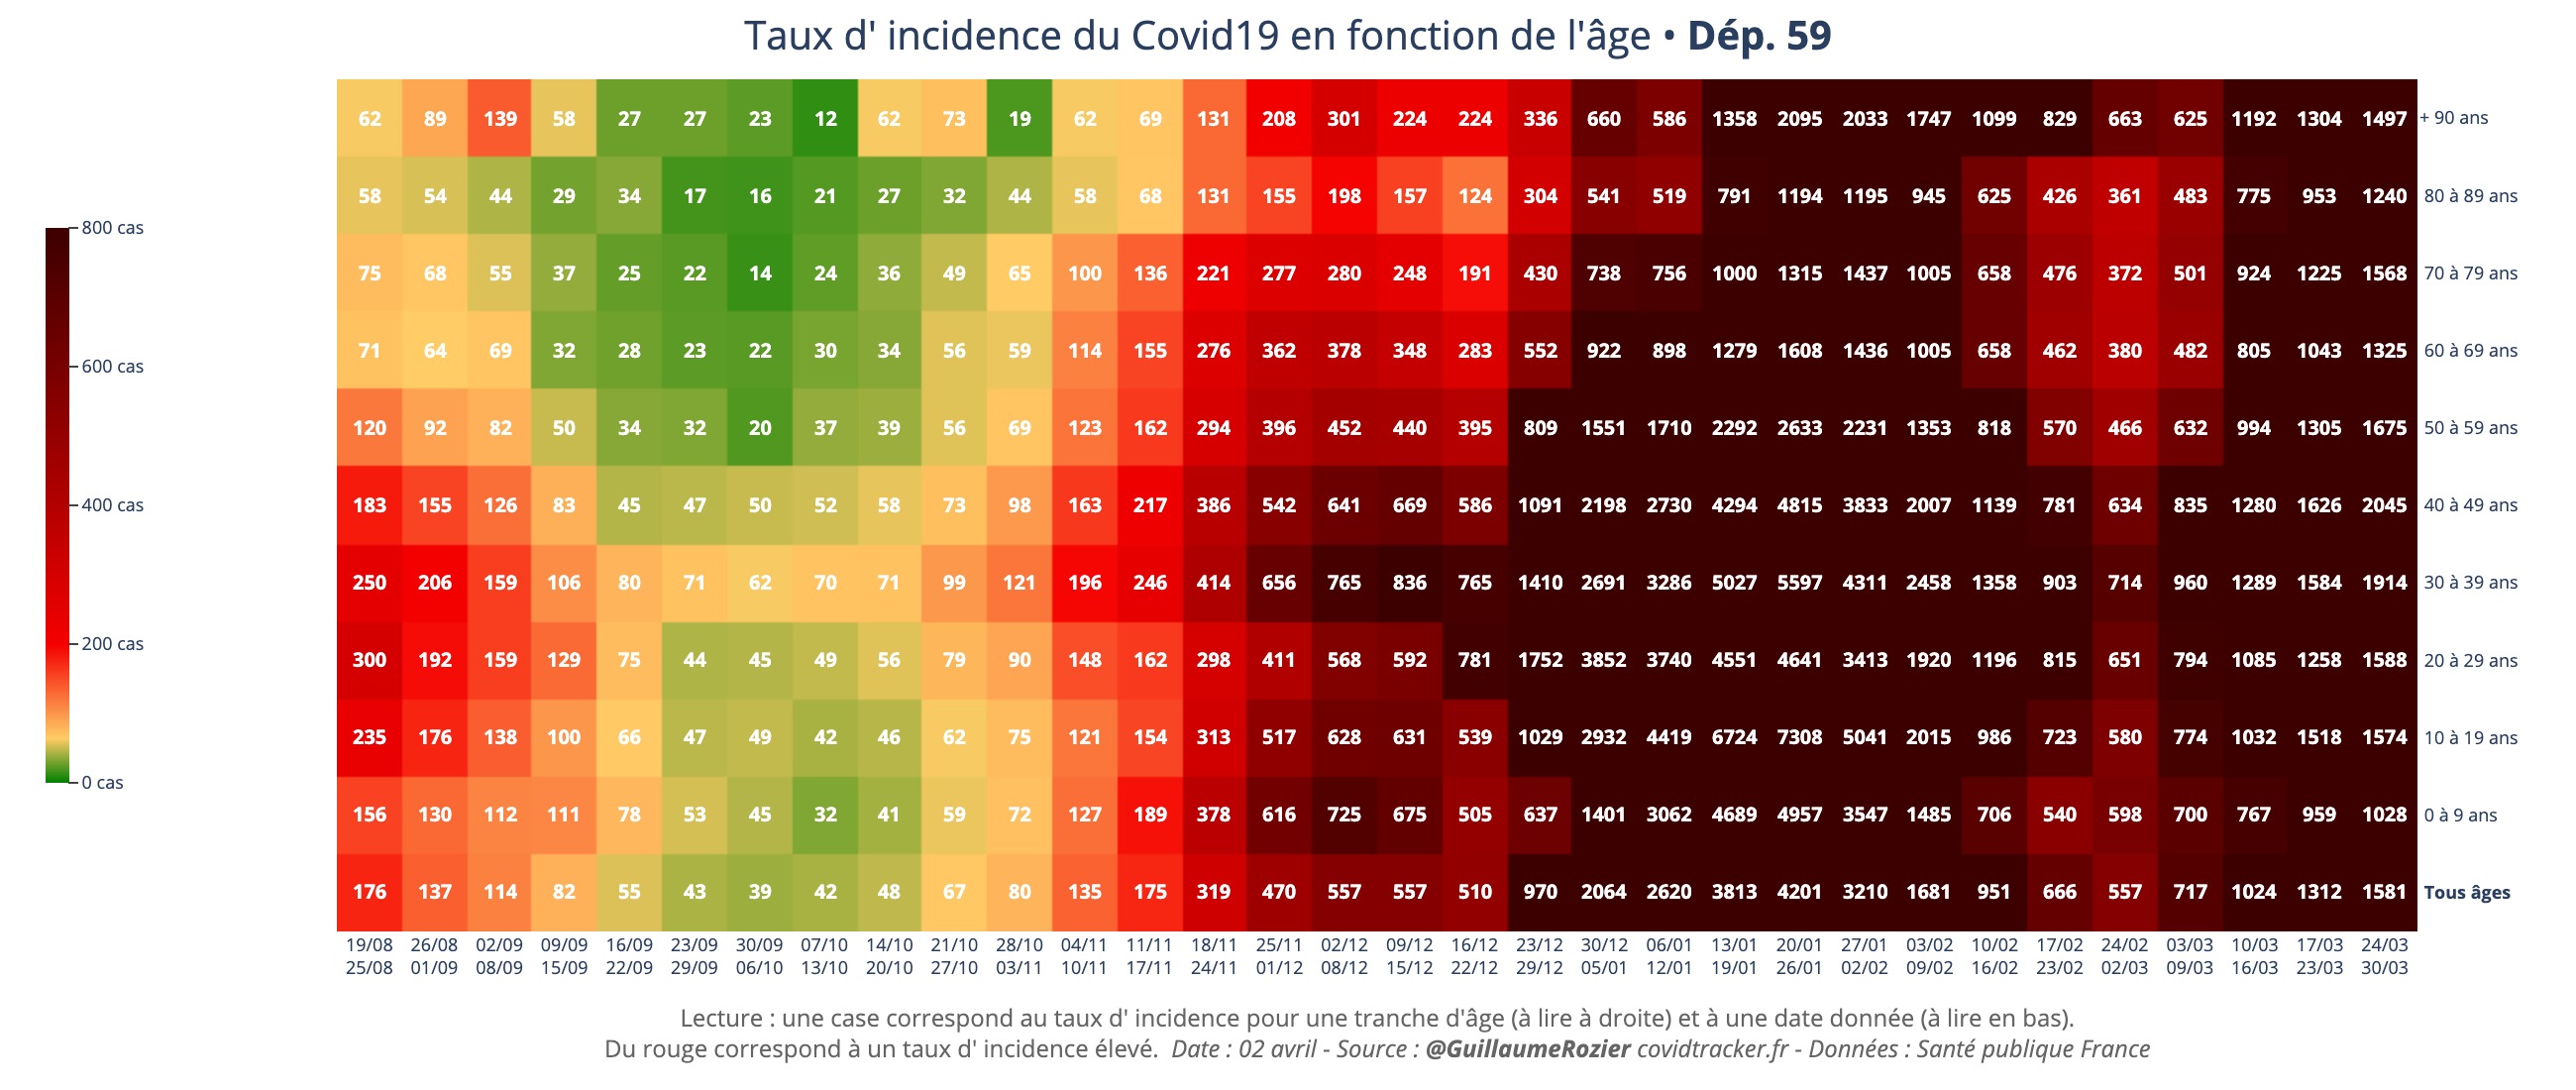 Taux d' incidence du Covid19 en fonction de l'âge • Dép. 59
800 cas
600 cas
400 cas
200 cas
0 cas
62 89 139 58 27 27 23 12 62 73 19 62 69 131 208 301 224 224 336 660 586 1358 2095 2033 1747 1099 829 663 625 1192 1304 1497 + 90 ans
58 54 44 29 34 17 16 21 27 32 44 58 68 131 155 198 157 124 304 541 519 791 1194 1195 945 625 426 361 483 775 953 1240 80 à 89 ans
75 68 55 37 25 22 14 24 36 49 65 100 136 221 277 280 248 191 430 738 756 1000 1315 1437 1005 658 476 372 501 924 1225 1568 70 à 79 ans
71 64 69 32 28 23 22 30 34 56 59 114 155 276 362 378 348 283 552 922 898 1279 1608 1436 1005 658 462 380 482 805 1043 1325 60 à 69 ans
120 92 82 50 34 32 20 37 39 56 69 123 162 294 396 452 440 395 809 1551 1710 2292 2633 2231 1353 818 570 466 632 994 1305 1675 50 à 59 ans
183 155 126 83 45 47 50 52 58 73 98 163 217 386 542 641 669 586 1091 2198 2730 4294 4815 3833 2007 1139 781 634 835 1280 1626 2045 40 à 49 ans
250 206 159 106 80 71 62 70 71 99 121 196 246 414 656 765 836 765 1410 2691 3286 5027 5597 4311 2458 1358 903 714 960 1289 1584 1914 30 à 39 ans
300 192 159 129 75 44 45 49 56 79 90 148 162 298 411 568 592 781 1752 3852 3740 4551 4641 3413 1920 1196 815 651 794 1085 1258 1588 20 à 29 ans
235 176 138 100 66 47 49 42 46 62 75 121 154 313 517 628 631 539 1029 2932 4419 6724 7308 5041 2015 986 723 580 774 1032 1518 1574 10 à 19 ans
156 130 112 111 78 53 45 32 41 59 72 127 189 378 616 725 675 505 637 1401 3062 4689 4957 3547 1485 706 540 598 700 767 959 1028 0 à 9 ans
176 137 114 82 55 43 39 42 48 67 80 135 175 319 470 557 557 510 970 2064 2620 3813 4201 3210 1681 951 666 557 717 1024 1312 1581 Tous âges
19/08 26/08 02/09 09/09 16/09 23/09 30/09 07/10 14/10 21/10 28/10 04/11 11/11 18/11 25/11 02/12 09/12 16/12 23/12 30/12 06/01 13/01 20/01 27/01 03/02 10/02 17/02 24/02 03/03 10/03 17/03 24/03
25/08 01/09 08/09 15/09 22/09 29/09 06/10 13/10 20/10 27/10 03/11 10/11 17/11 24/11 01/12 08/12 15/12 22/12 29/12 05/01 12/01 19/01 26/01 02/02 09/02 16/02 23/02 02/03 09/03 16/03 23/03 30/03
Lecture : une case correspond au taux d' incidence pour une tranche d'âge (à lire à droite) et à une date donnée (à lire en bas).
Du rouge correspond à un taux d' incidence élevé. Date : 02 avril - Source : @GuillaumeRozier covidtracker.fr - Données : Santé publique France